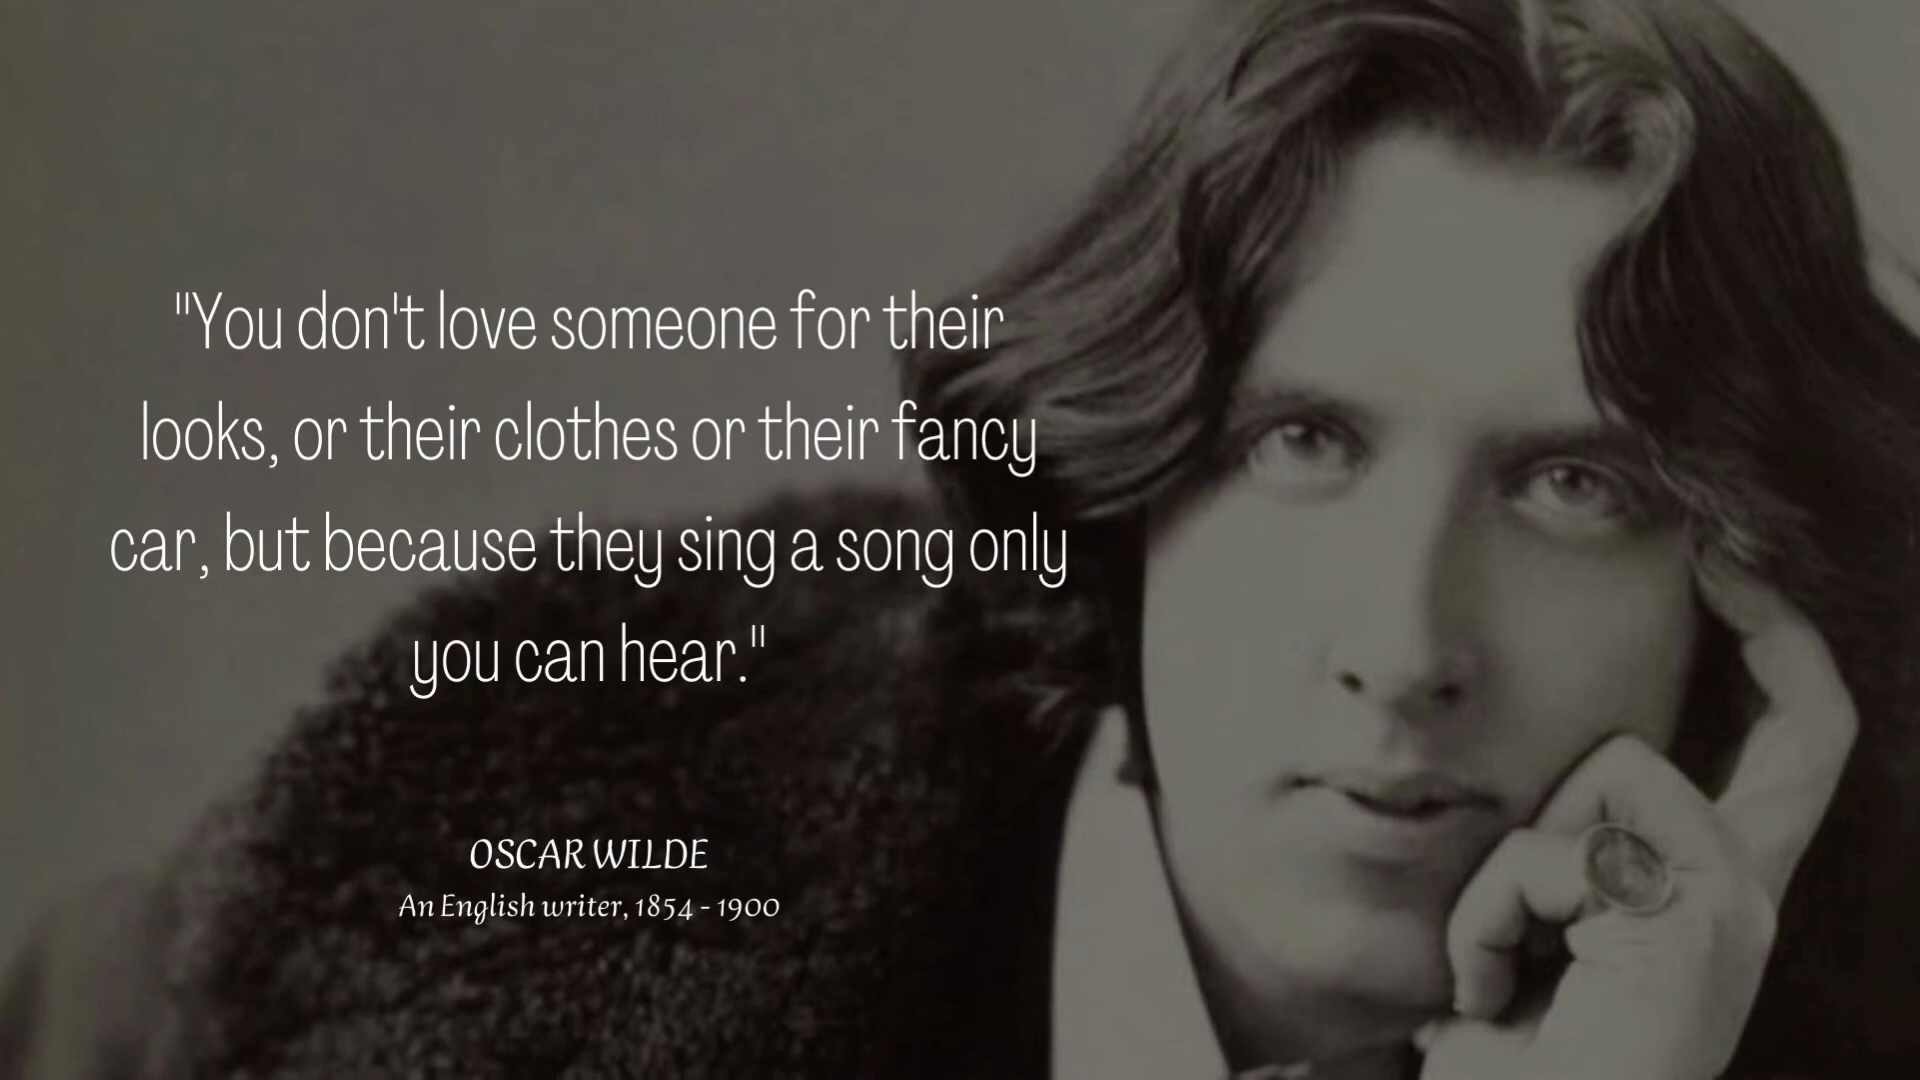 "You don't love someone for their
looks, or their clothes or their fancy
car, but because they sing a song only
you can hear."
OSCAR WILDE
An English writer, 1854 - 1900